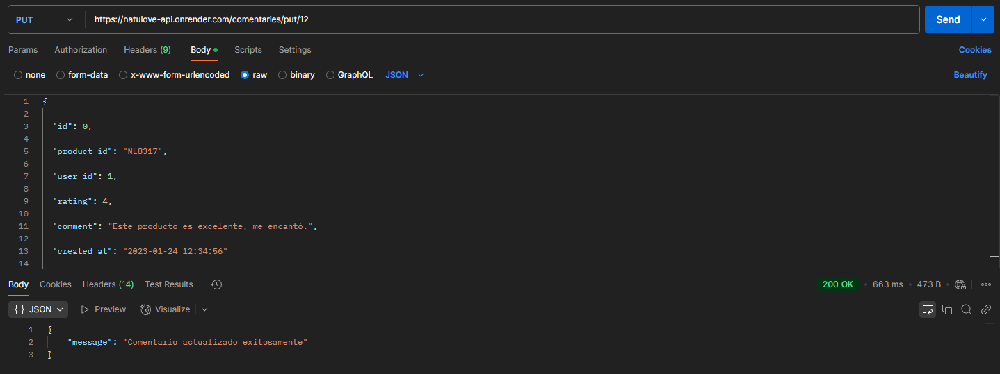 PUT https://natulove-api.onrender.com/comentaries/put/12 Send
Params Authorization Headers (9) Body Scripts Settings Cookies
none form-data x-www-form-urlencoded raw binary GraphQL JSON Beautify
1 {
2
3 "id": 0,
4
5 "product_id": "NL8317",
6
7 "user_id": 1,
8
9 "rating": 4,
10
11 "comment": "Este producto es excelente, me encantó.",
12
13 "created_at": "2023-01-24 12:34:56"
14
Body Cookies Headers (14) Test Results 200 OK • 663 ms • 473 B
{ } JSON Preview Visualize
1 {
2 "message": "Comentario actualizado exitosamente"
3 }